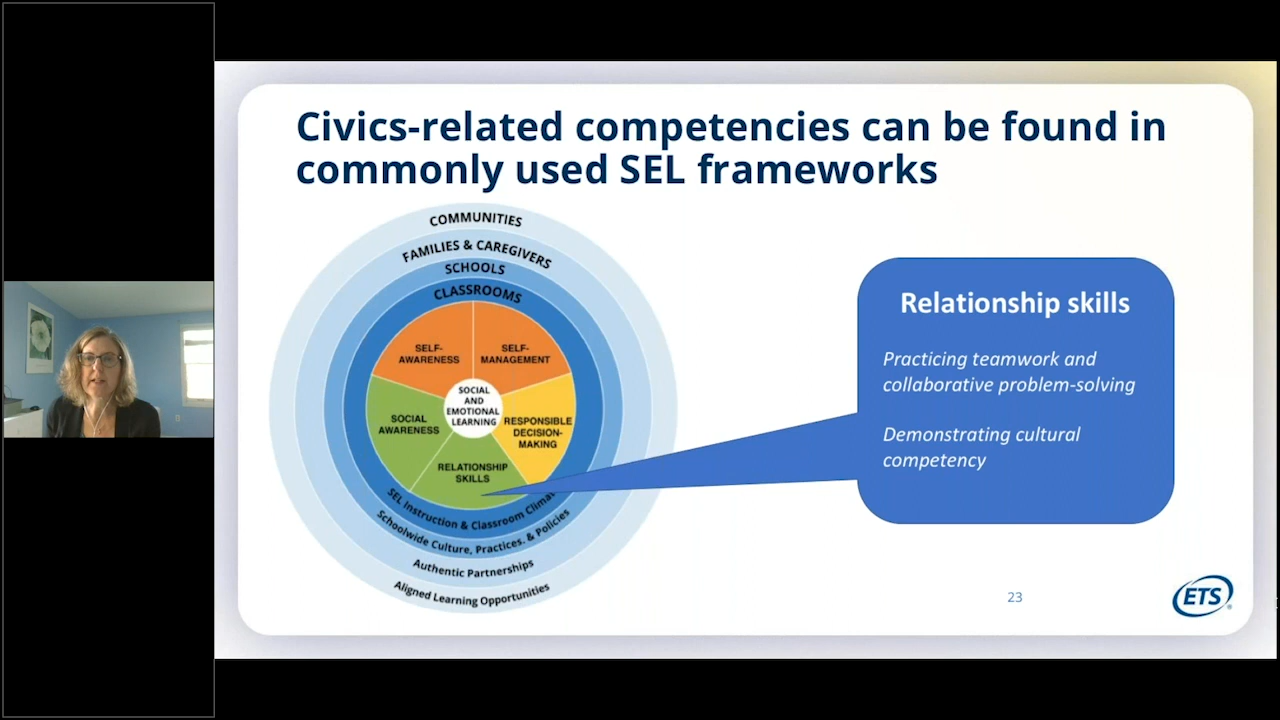 Civics-related competencies can be found in
commonly used SEL frameworks
COMMUNITIES
FAMILIES & CAREGIVERS
SCHOOLS
CLASSROOMS
SELF-
AWARENESS
SELF-
MANAGEMENT
SOCIAL
AND
EMOTIONAL
LEARNING
SOCIAL
AWARENESS
RESPONSIBLE
DECISION-
MAKING
RELATIONSHIP
SKILLS
SEL Instruction & Classroom Climat
Schoolwide Culture, Practices. & Policies
Authentic Partnerships
Aligned Learning Opportunities
Relationship skills
Practicing teamwork and
collaborative problem-solving
Demonstrating cultural
competency
23
ETS